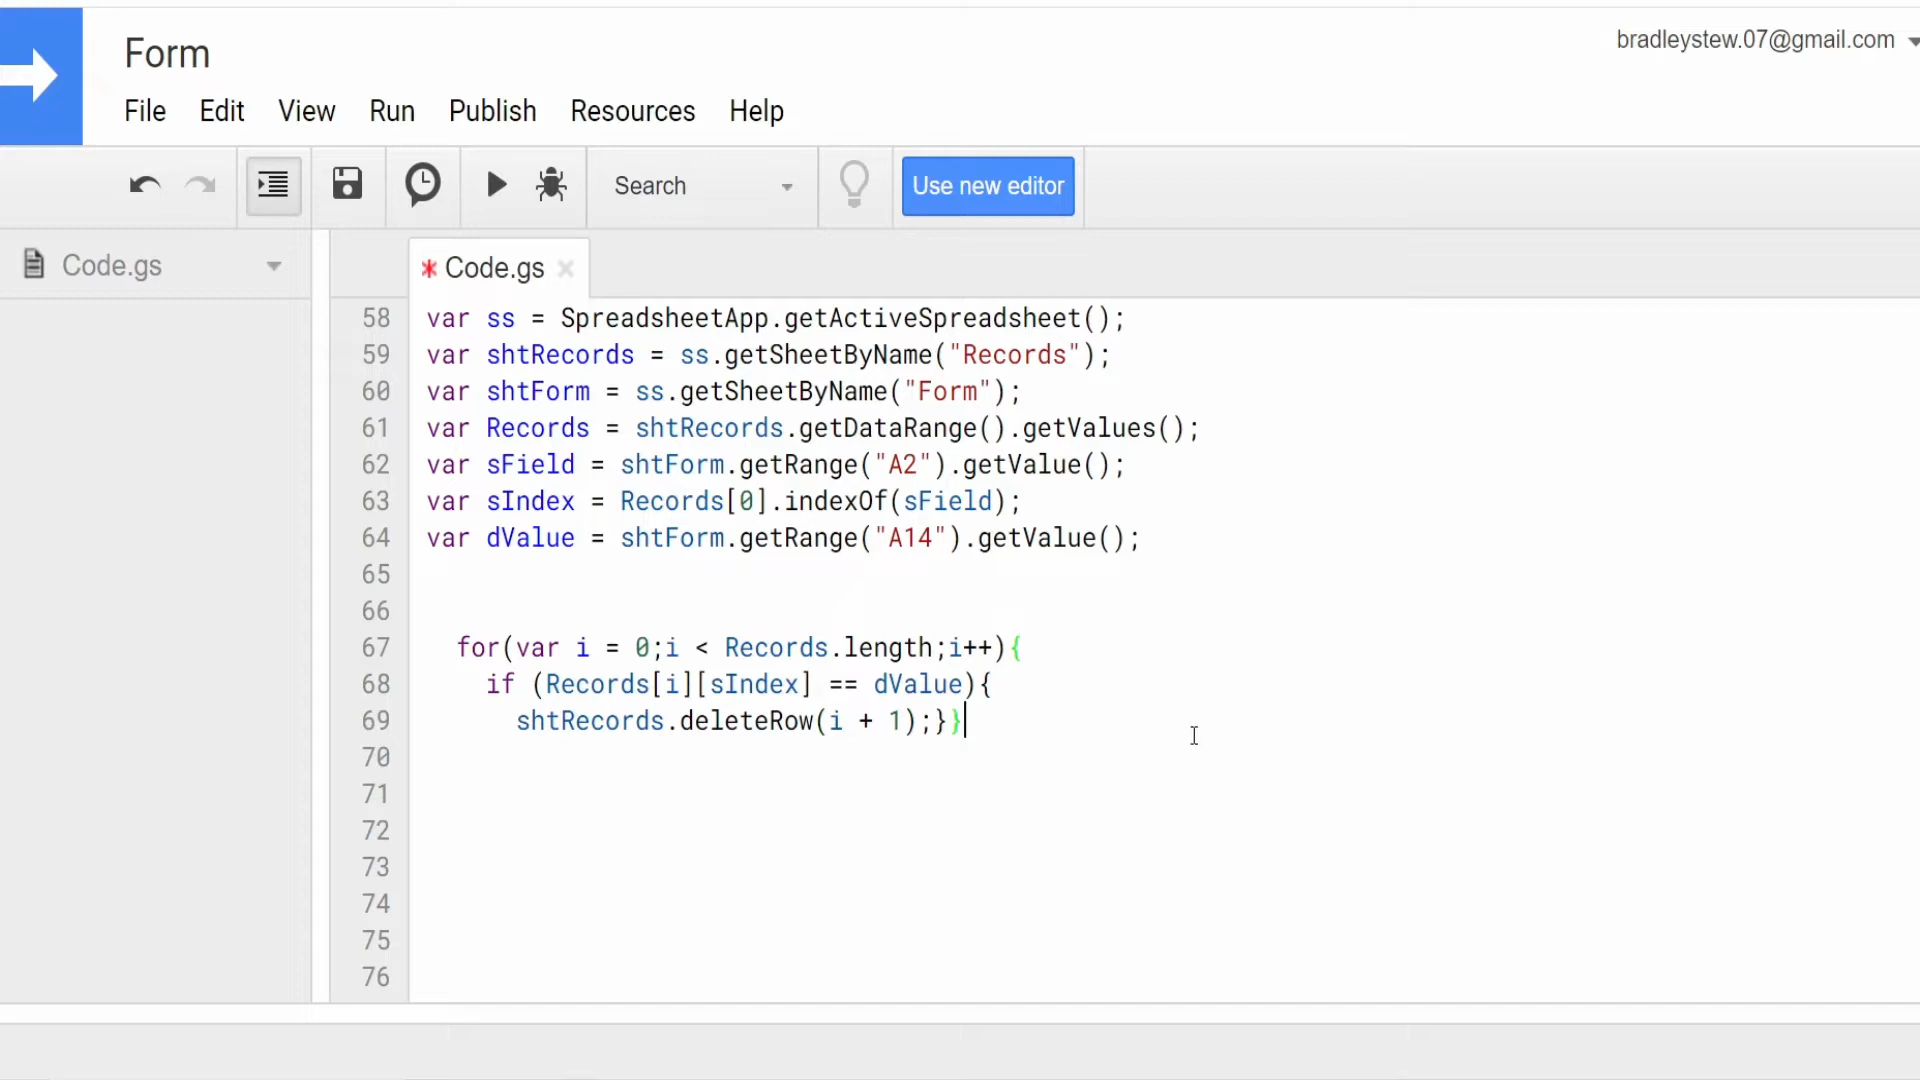 Form
bradleystew.07@gmail.com
File Edit View Run Publish Resources Help
Search
Use new editor
Code.gs
* Code.gs ×
58 var ss = SpreadsheetApp.getActiveSpreadsheet();
59 var shtRecords = ss.getSheetByName("Records");
60 var shtForm = ss.getSheetByName("Form");
61 var Records = shtRecords.getDataRange().getValues();
62 var sField = shtForm.getRange("A2").getValue();
63 var sIndex = Records[0].indexOf(sField);
64 var dValue = shtForm.getRange("A14").getValue();
65
66
67 for(var i = 0;i < Records.length;i++){
68 if (Records[i][sIndex] == dValue){
69 shtRecords.deleteRow(i + 1);}}
70
71
72
73
74
75
76